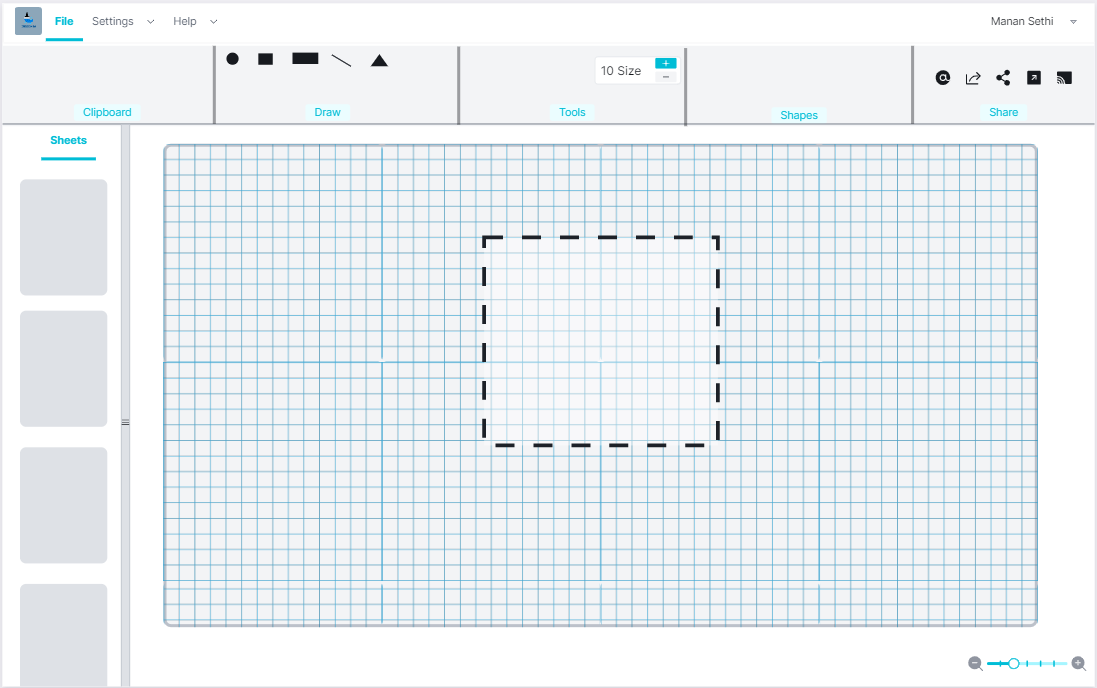 File Settings Help Manan Sethi
10 Size + −
Clipboard Draw Tools Shapes Share
Sheets